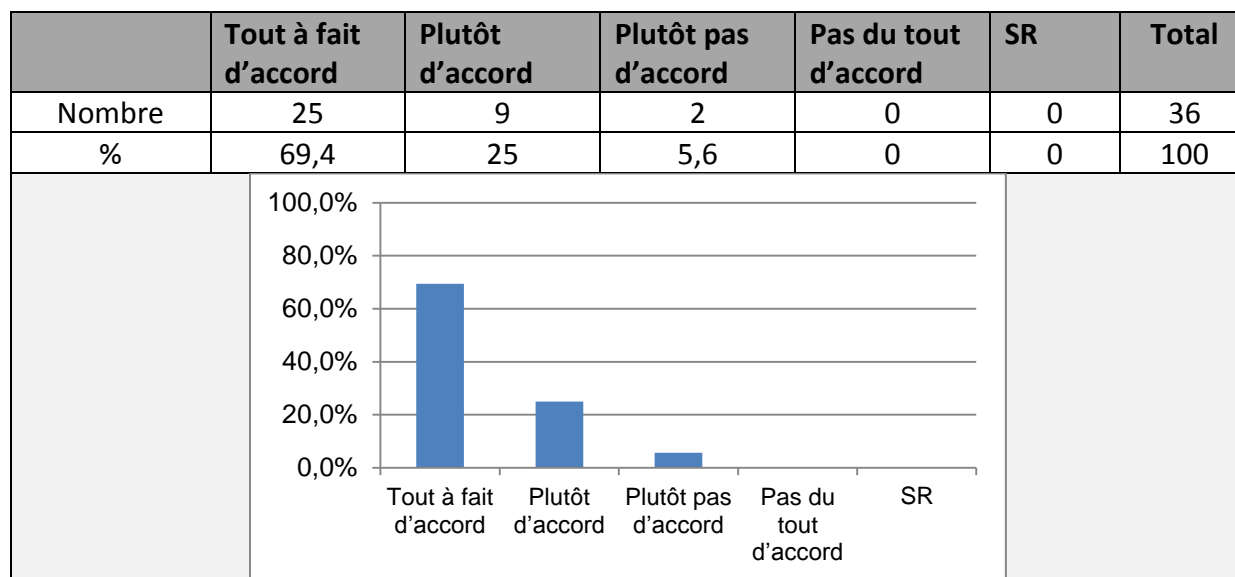 Tout à fait Plutôt Plutôt pas Pas du tout SR Total
d’accord d’accord d’accord d’accord
Nombre 25 9 2 0 0 36
% 69,4 25 5,6 0 0 100
100,0%
80,0%
60,0%
40,0%
20,0%
0,0%
Tout à fait Plutôt Plutôt pas Pas du SR
d’accord d’accord d’accord tout
d’accord